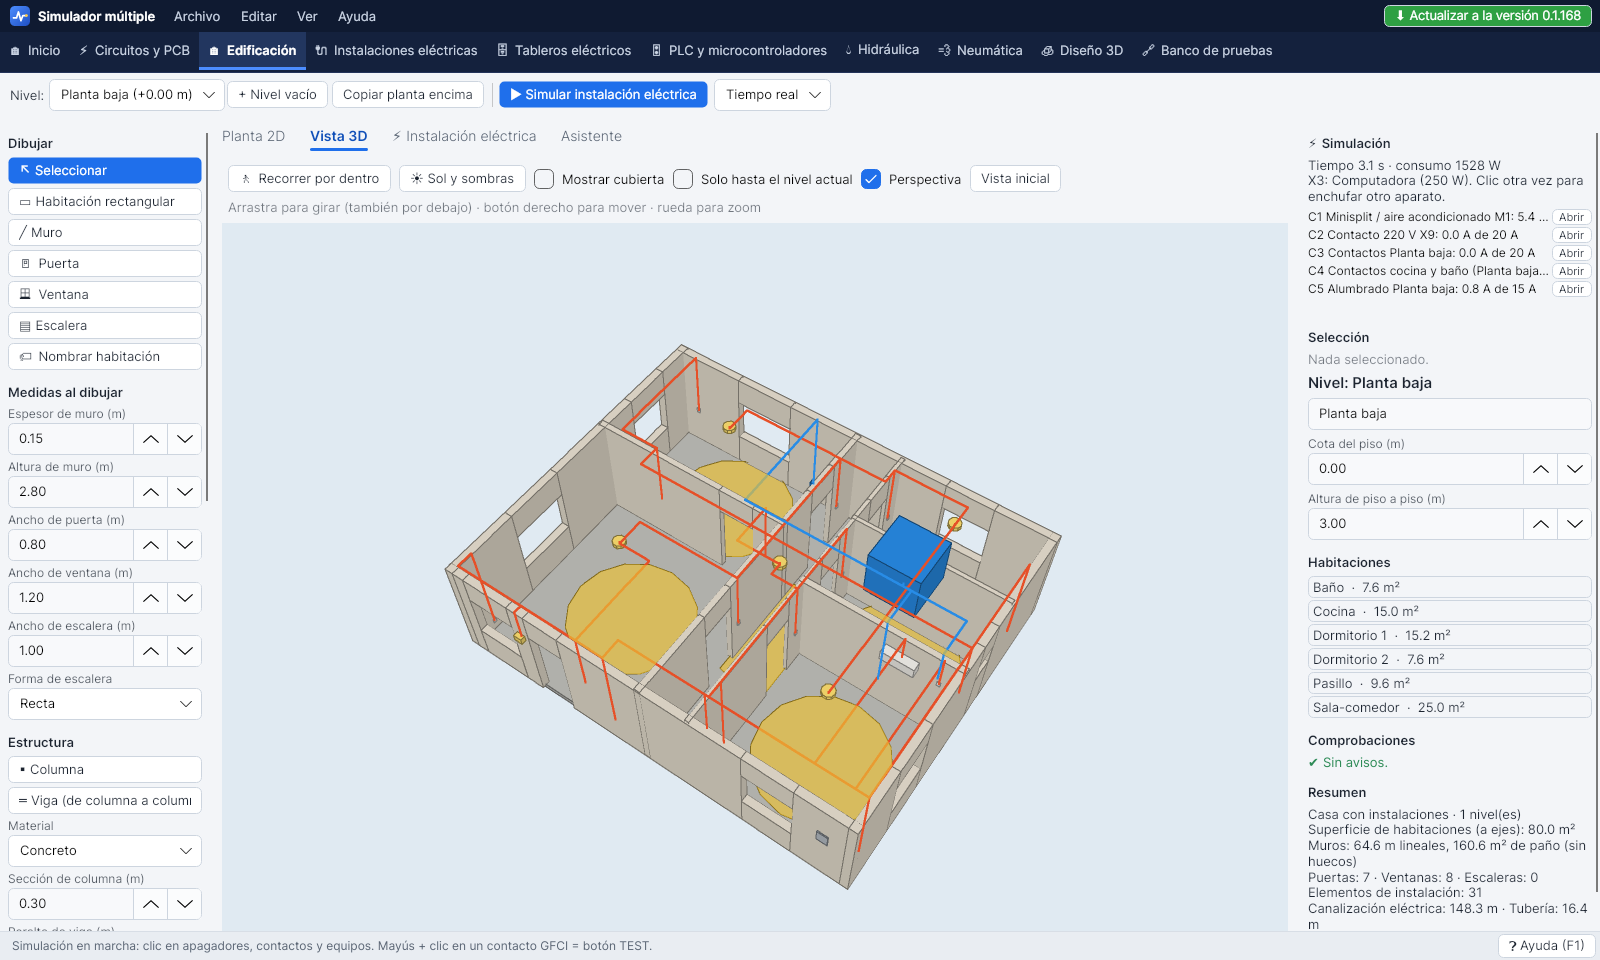 Simulador múltiple
Archivo
Editar
Ver
Ayuda
⬇ Actualizar a la versión 0.1.168
Inicio
Circuitos y PCB
Edificación
Instalaciones eléctricas
Tableros eléctricos
PLC y microcontroladores
Hidráulica
Neumática
Diseño 3D
Banco de pruebas
Nivel:
Planta baja (+0.00 m)
+ Nivel vacío
Copiar planta encima
▶ Simular instalación eléctrica
Tiempo real
Dibujar
Seleccionar
Habitación rectangular
Muro
Puerta
Ventana
Escalera
Nombrar habitación
Medidas al dibujar
Espesor de muro (m)
0.15
Altura de muro (m)
2.80
Ancho de puerta (m)
0.80
Ancho de ventana (m)
1.20
Ancho de escalera (m)
1.00
Forma de escalera
Recta
Estructura
Columna
Viga (de columna a colum
Material
Concreto
Sección de columna (m)
0.30
Peralte de viga (m)
Planta 2D
Vista 3D
⚡ Instalación eléctrica
Asistente
Recorrer por dentro
Sol y sombras
Mostrar cubierta
Solo hasta el nivel actual
Perspectiva
Vista inicial
Arrastra para girar (también por debajo) · botón derecho para mover · rueda para zoom
⚡ Simulación
Tiempo 3.1 s · consumo 1528 W
X3: Computadora (250 W). Clic otra vez para
enchufar otro aparato.
C1 Minisplit / aire acondicionado M1: 5.4 ... Abrir
C2 Contacto 220 V X9: 0.0 A de 20 A Abrir
C3 Contactos Planta baja: 0.0 A de 20 A Abrir
C4 Contactos cocina y baño (Planta baja... Abrir
C5 Alumbrado Planta baja: 0.8 A de 15 A Abrir
Selección
Nada seleccionado.
Nivel: Planta baja
Planta baja
Cota del piso (m)
0.00
Altura de piso a piso (m)
3.00
Habitaciones
Baño · 7.6 m²
Cocina · 15.0 m²
Dormitorio 1 · 15.2 m²
Dormitorio 2 · 7.6 m²
Pasillo · 9.6 m²
Sala-comedor · 25.0 m²
Comprobaciones
✔ Sin avisos.
Resumen
Casa con instalaciones · 1 nivel(es)
Superficie de habitaciones (a ejes): 80.0 m²
Muros: 64.6 m lineales, 160.6 m² de paño (sin
huecos)
Puertas: 7 · Ventanas: 8 · Escaleras: 0
Elementos de instalación: 31
Canalización eléctrica: 148.3 m · Tubería: 16.4
m
Simulación en marcha: clic en apagadores, contactos y equipos. Mayús + clic en un contacto GFCI = botón TEST.
? Ayuda (F1)